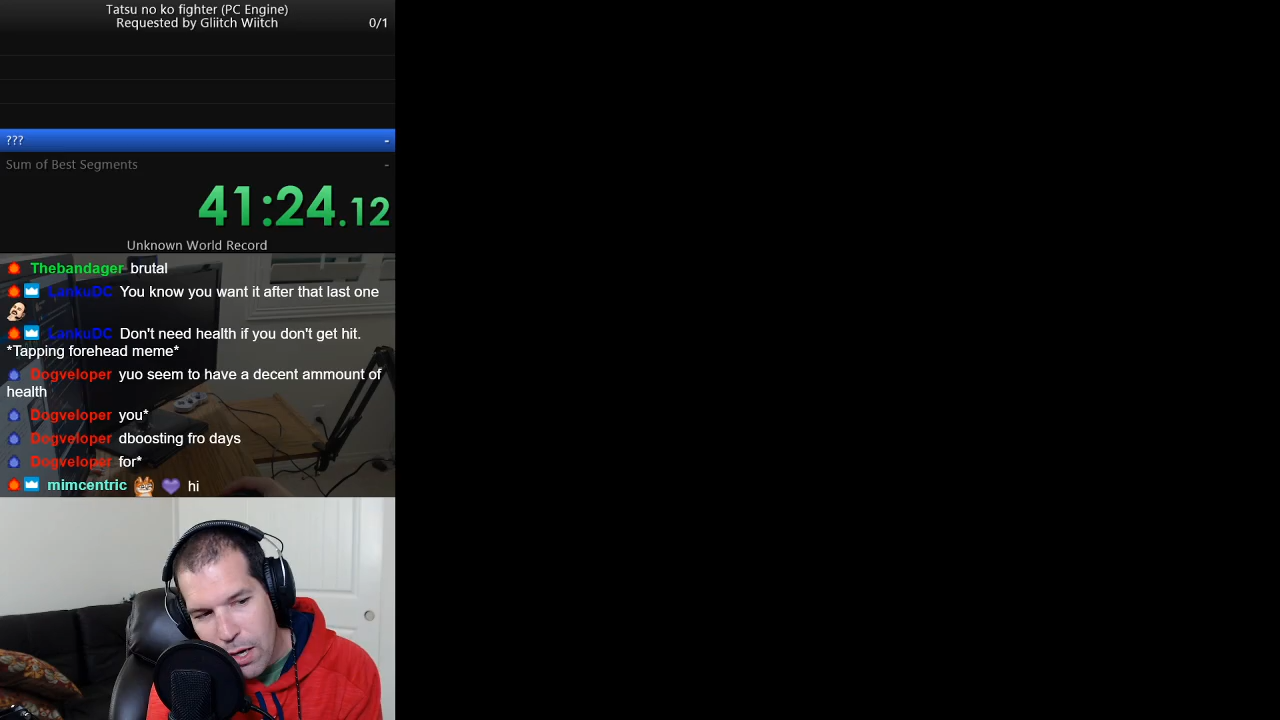 Tatsu no ko fighter (PC Engine)
Requested by Gliitch Wiitch 0/1
??? -
Sum of Best Segments -
41:24.12
Unknown World Record
Thebandager brutal
LankuDC You know you want it after that last one
LankuDC Don't need health if you don't get hit.
*Tapping forehead meme*
Dogveloper yuo seem to have a decent ammount of
health
Dogveloper you*
Dogveloper dboosting fro days
Dogveloper for*
mimcentric hi